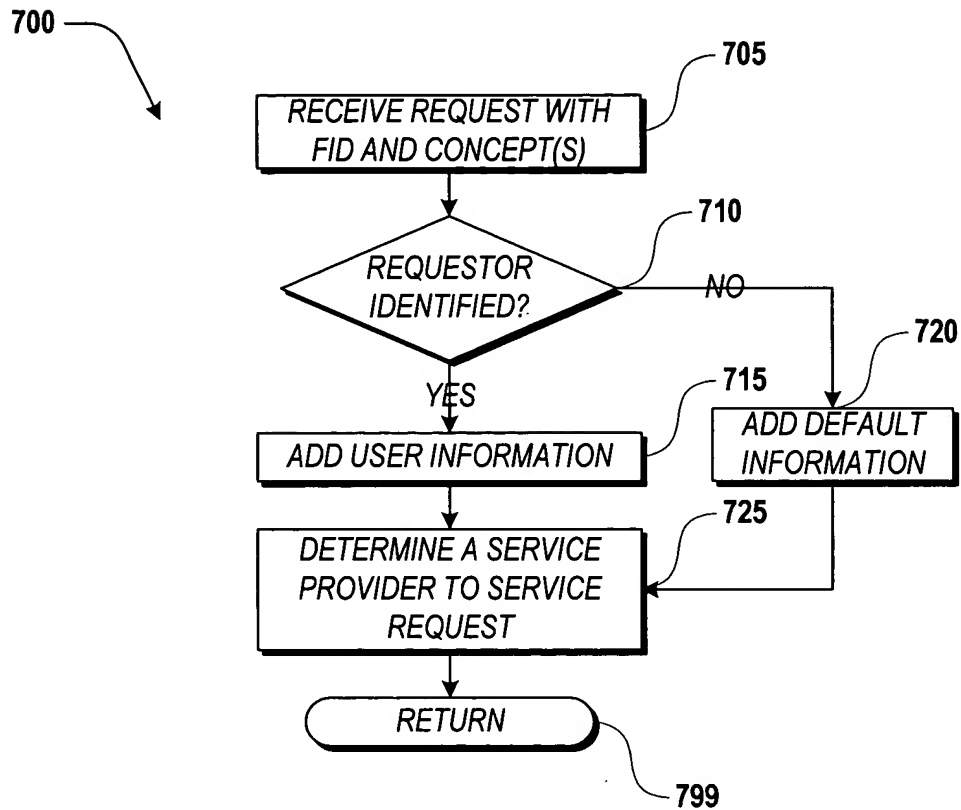 700
705
RECEIVE REQUEST WITH
FID AND CONCEPT(S)
710
REQUESTOR
IDENTIFIED?
NO
720
YES
715
ADD USER INFORMATION
ADD DEFAULT
INFORMATION
725
DETERMINE A SERVICE
PROVIDER TO SERVICE
REQUEST
RETURN
799